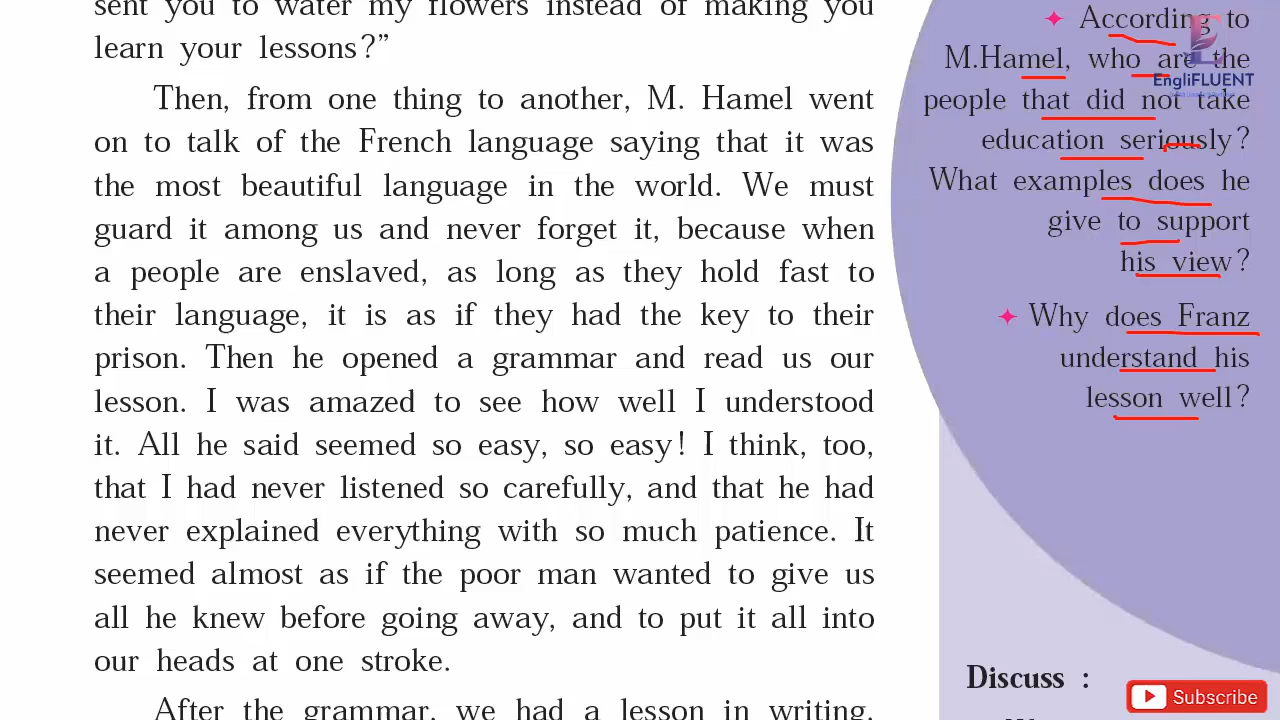 sent you to water my flowers instead of making you
learn your lessons?”
Then, from one thing to another, M. Hamel went
on to talk of the French language saying that it was
the most beautiful language in the world. We must
guard it among us and never forget it, because when
a people are enslaved, as long as they hold fast to
their language, it is as if they had the key to their
prison. Then he opened a grammar and read us our
lesson. I was amazed to see how well I understood
it. All he said seemed so easy, so easy! I think, too,
that I had never listened so carefully, and that he had
never explained everything with so much patience. It
seemed almost as if the poor man wanted to give us
all he knew before going away, and to put it all into
our heads at one stroke.
After the grammar, we had a lesson in writing.
According to
M.Hamel, who are the
people that did not take
education seriously?
What examples does he
give to support
his view?
Why does Franz
understand his
lesson well?
Discuss :
EngliFLUENT
Subscribe